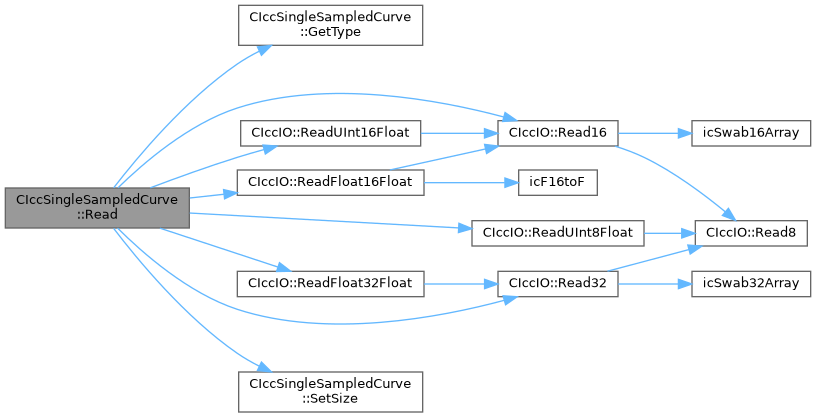 CIccSingleSampledCurve
::GetType
CIccIO::ReadUInt16Float
CIccIO::Read16
icSwab16Array
CIccIO::ReadFloat16Float
icF16toF
CIccSingleSampledCurve
::Read
CIccIO::ReadUInt8Float
CIccIO::Read8
CIccIO::ReadFloat32Float
CIccIO::Read32
icSwab32Array
CIccSingleSampledCurve
::SetSize